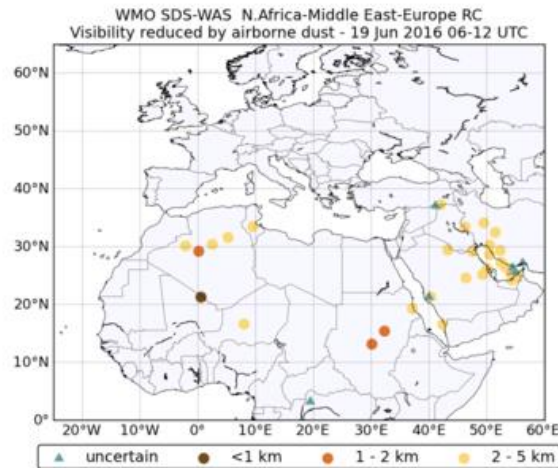 WMO SDS-WAS N.Africa-Middle East-Europe RC
Visibility reduced by airborne dust - 19 Jun 2016 06-12 UTC
60°N
50°N
40°N
30°N
20°N
10°N
0°
20°W 10°W 0° 10°E 20°E 30°E 40°E 50°E 60°E
uncertain <1 km 1 - 2 km 2 - 5 km